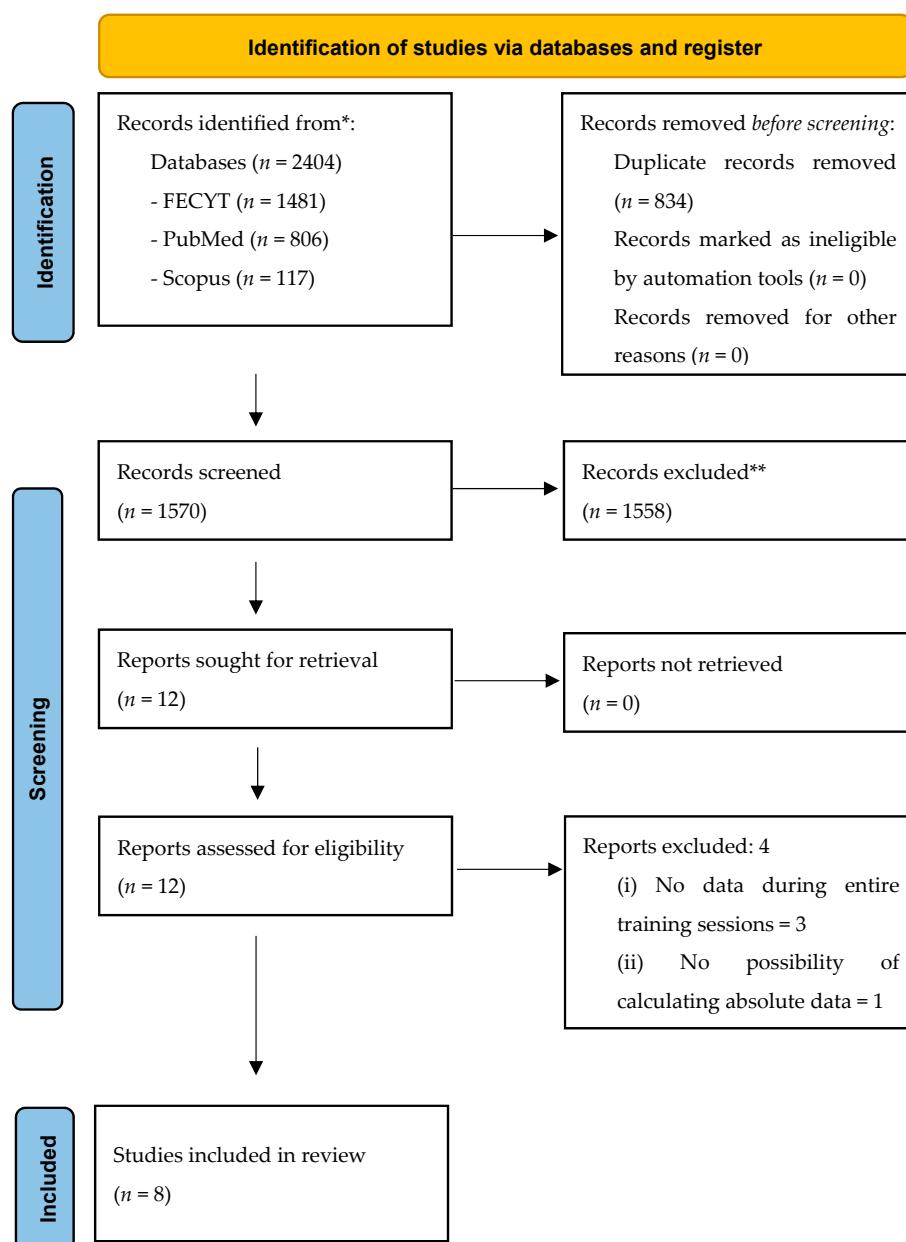 Identification of studies via databases and register
Identification
Records identified from*:
Databases (n = 2404)
- FECYT (n = 1481)
- PubMed (n = 806)
- Scopus (n = 117)
Records removed before screening:
Duplicate records removed
(n = 834)
Records marked as ineligible
by automation tools (n = 0)
Records removed for other
reasons (n = 0)
Screening
Records screened
(n = 1570)
Records excluded**
(n = 1558)
Reports sought for retrieval
(n = 12)
Reports not retrieved
(n = 0)
Reports assessed for eligibility
(n = 12)
Reports excluded: 4
(i) No data during entire
training sessions = 3
(ii) No possibility of
calculating absolute data = 1
Included
Studies included in review
(n = 8)